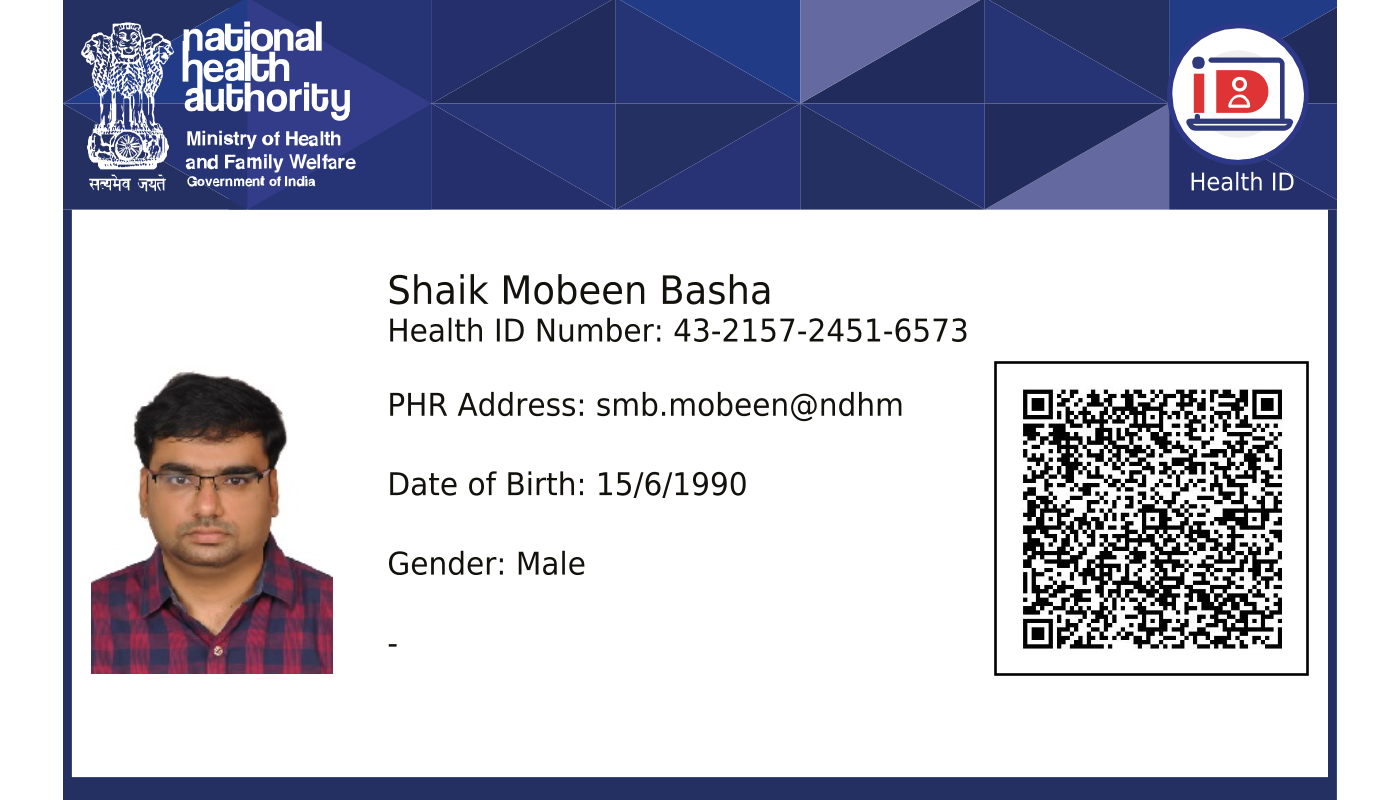 national
health
authority
Ministry of Health
and Family Welfare
Government of India
सत्यमेव जयते
Health ID
Shaik Mobeen Basha
Health ID Number: 43-2157-2451-6573
PHR Address: smb.mobeen@ndhm
Date of Birth: 15/6/1990
Gender: Male
-